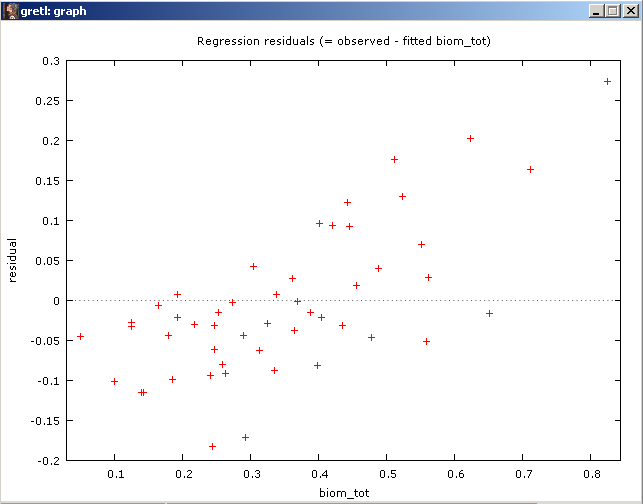 gretl: graph
Regression residuals (= observed - fitted biom_tot)
0.3
0.25
0.2
0.15
0.1
0.05
0
-0.05
-0.1
-0.15
-0.2
residual
0.1 0.2 0.3 0.4 0.5 0.6 0.7 0.8
biom_tot